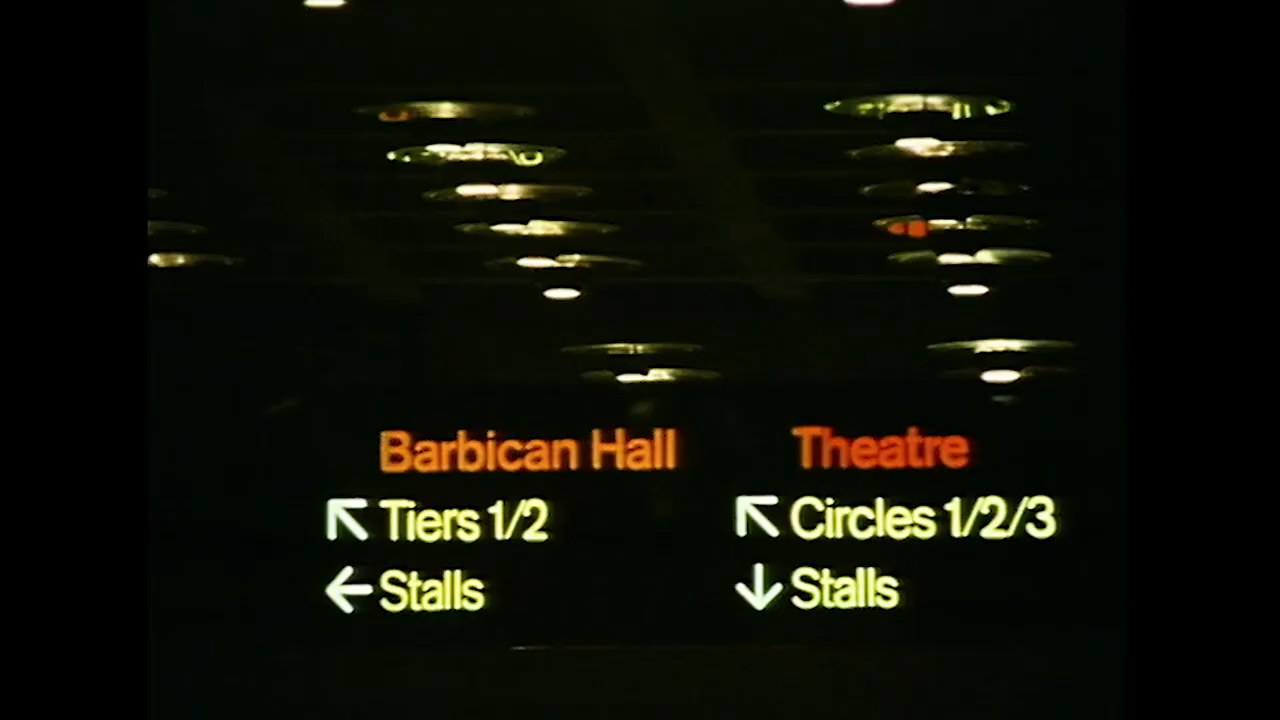 Barbican Hall
↖ Tiers 1/2
← Stalls
Theatre
↖ Circles 1/2/3
↓ Stalls